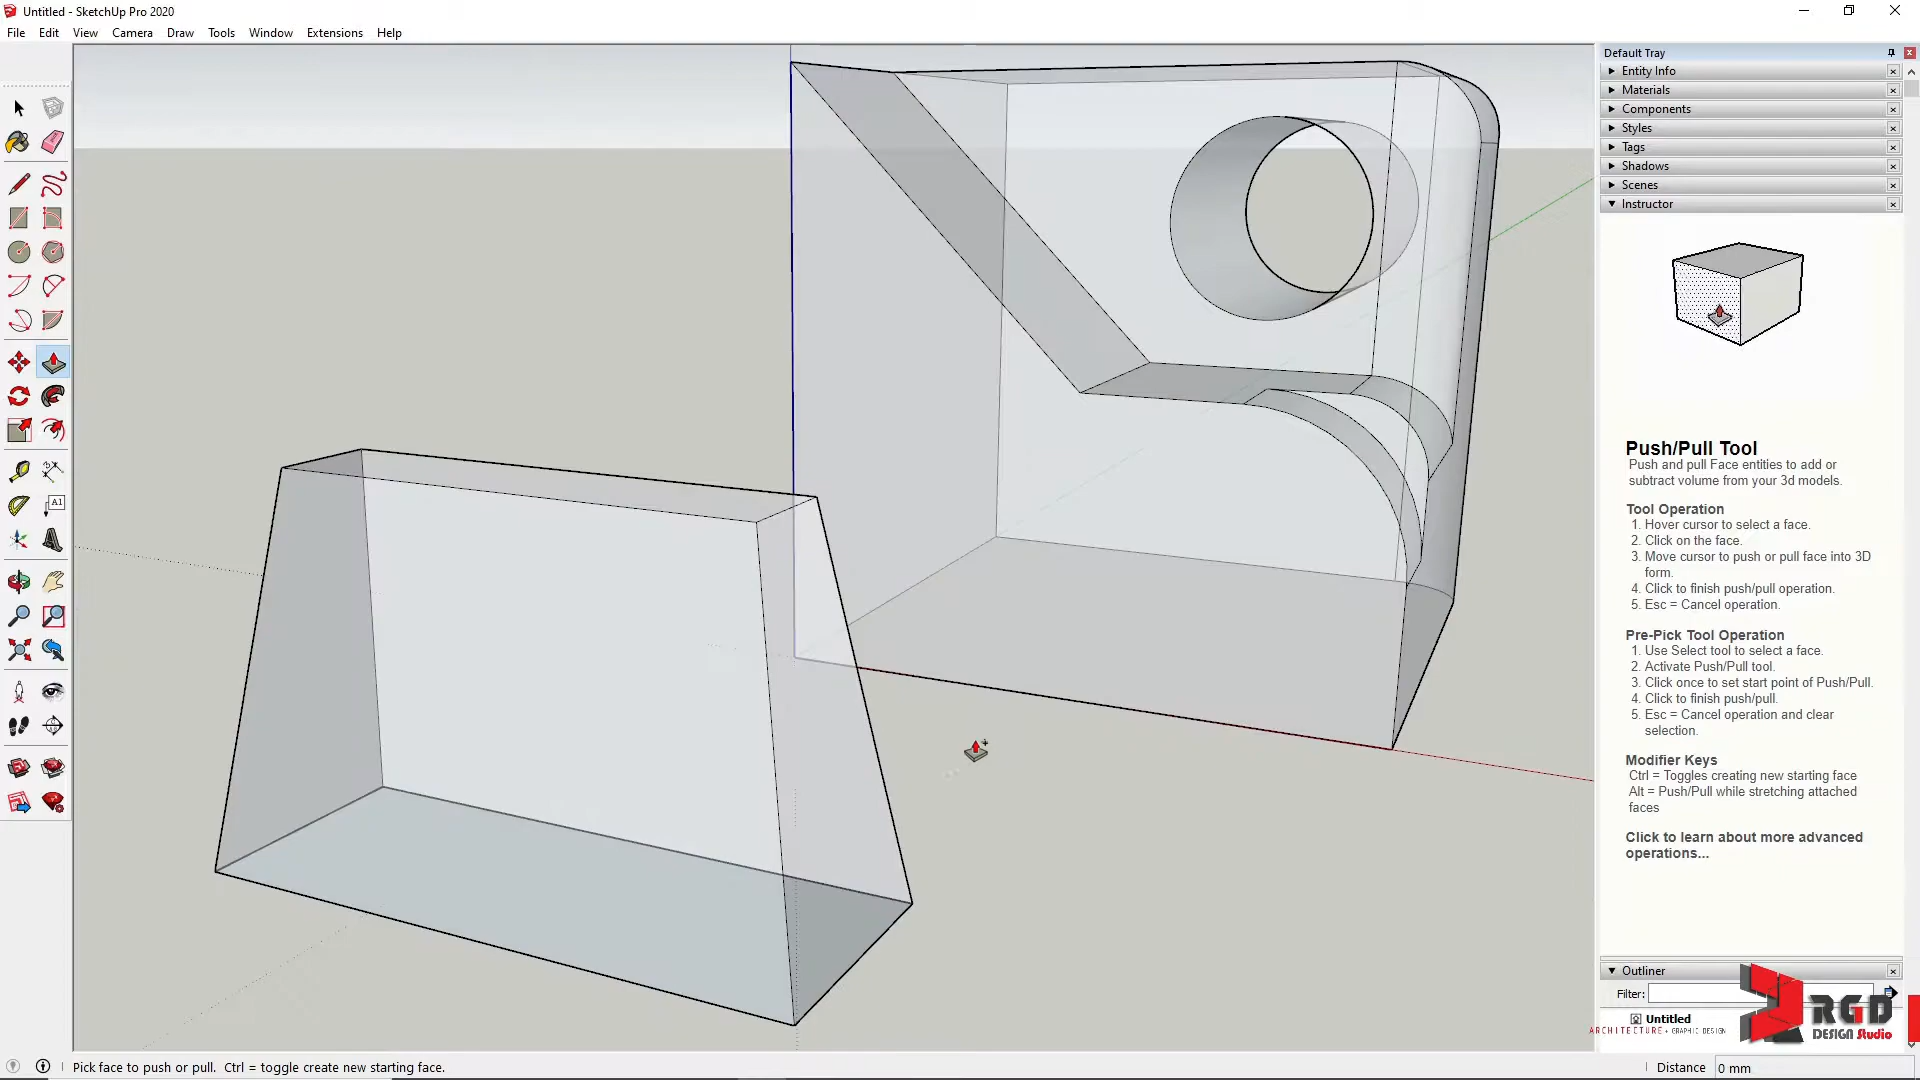 Untitled - SketchUp Pro 2020
File Edit View Camera Draw Tools Window Extensions Help
Default Tray
Entity Info
Materials
Components
Styles
Tags
Shadows
Scenes
Instructor
A1
Push/Pull Tool
Push and pull Face entities to add or
subtract volume from your 3d models.
Tool Operation
1. Hover cursor to select a face.
2. Click on the face.
3. Move cursor to push or pull face into 3D
form.
4. Click to finish push/pull operation.
5. Esc = Cancel operation.
Pre-Pick Tool Operation
1. Use Select tool to select a face.
2. Activate Push/Pull tool.
3. Click once to set start point of Push/Pull.
4. Click to finish push/pull.
5. Esc = Cancel operation and clear
selection.
Modifier Keys
Ctrl = Toggles creating new starting face
Alt = Push/Pull while stretching attached
faces
Click to learn about more advanced
operations...
Outliner
Filter:
Untitled
ARCHITECTURE + GRAPHIC DESIGN
RGD
DESIGN Studio
Pick face to push or pull. Ctrl = toggle create new starting face.
Distance 0 mm